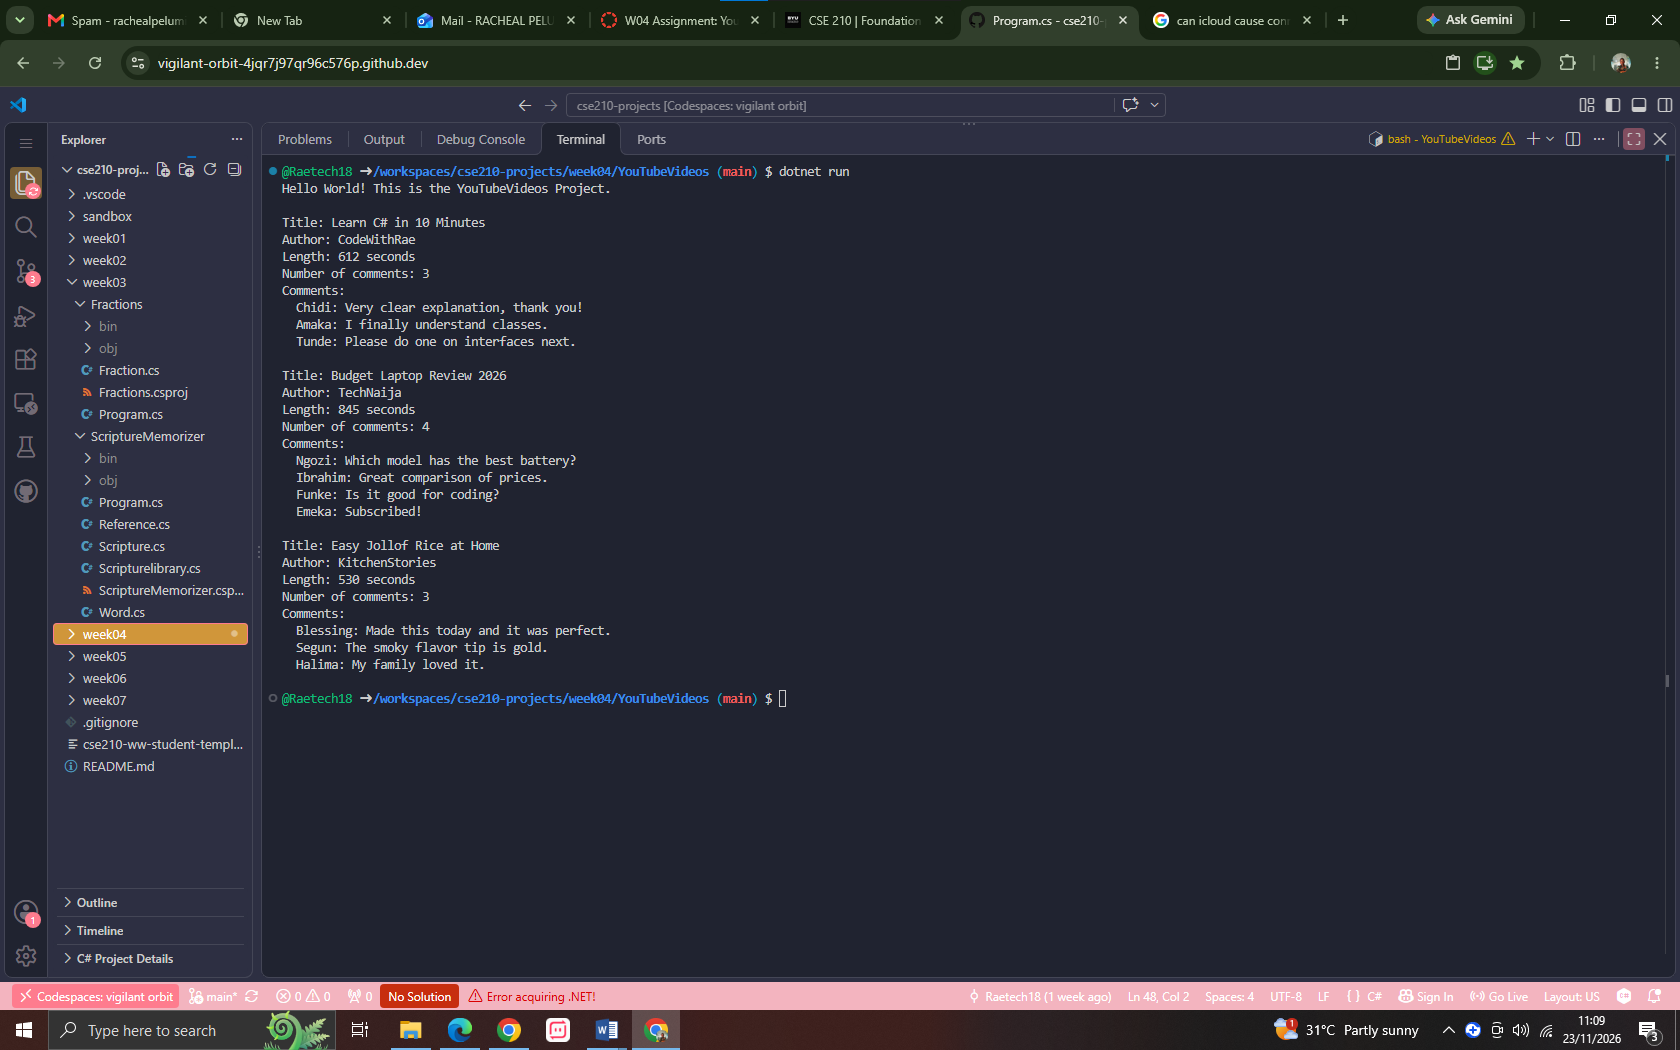 Spam - rachealpelum
New Tab
Mail - RACHEAL PELU
W04 Assignment: You
BYU
CSE 210 | Foundation
Program.cs - cse210-
can icloud cause con
Ask Gemini
vigilant-orbit-4jqr7j97qr96c576p.github.dev
cse210-projects [Codespaces: vigilant orbit]
Explorer
cse210-proj...
.vscode
sandbox
week01
week02
week03
Fractions
bin
obj
Fraction.cs
Fractions.csproj
Program.cs
ScriptureMemorizer
bin
obj
Program.cs
Reference.cs
Scripture.cs
Scripturelibrary.cs
ScriptureMemorizer.csp...
Word.cs
week04
week05
week06
week07
.gitignore
cse210-ww-student-templ...
README.md
Outline
Timeline
C# Project Details
3
1
Problems
Output
Debug Console
Terminal
Ports
bash - YouTubeVideos
@Raetech18 ➜/workspaces/cse210-projects/week04/YouTubeVideos (main) $ dotnet run
Hello World! This is the YouTubeVideos Project.
Title: Learn C# in 10 Minutes
Author: CodeWithRae
Length: 612 seconds
Number of comments: 3
Comments:
Chidi: Very clear explanation, thank you!
Amaka: I finally understand classes.
Tunde: Please do one on interfaces next.
Title: Budget Laptop Review 2026
Author: TechNaija
Length: 845 seconds
Number of comments: 4
Comments:
Ngozi: Which model has the best battery?
Ibrahim: Great comparison of prices.
Funke: Is it good for coding?
Emeka: Subscribed!
Title: Easy Jollof Rice at Home
Author: KitchenStories
Length: 530 seconds
Number of comments: 3
Comments:
Blessing: Made this today and it was perfect.
Segun: The smoky flavor tip is gold.
Halima: My family loved it.
@Raetech18 ➜/workspaces/cse210-projects/week04/YouTubeVideos (main) $
Codespaces: vigilant orbit
main*
0
0
0
No Solution
Error acquiring .NET!
Raetech18 (1 week ago)
Ln 48, Col 2
Spaces: 4
UTF-8
LF
{ } C#
Sign In
Go Live
Layout: US
Type here to search
1
31°C Partly sunny
11:09
23/11/2026
3